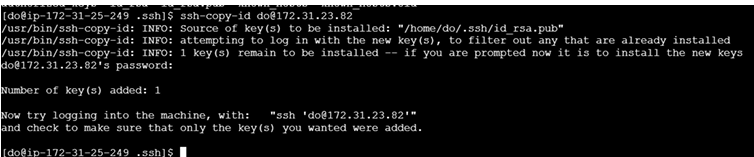 [do@ip-172-31-25-249 .ssh]$ ssh-copy-id do@172.31.23.82
/usr/bin/ssh-copy-id: INFO: Source of key(s) to be installed: "/home/do/.ssh/id_rsa.pub"
/usr/bin/ssh-copy-id: INFO: attempting to log in with the new key(s), to filter out any that are already installed
/usr/bin/ssh-copy-id: INFO: 1 key(s) remain to be installed -- if you are prompted now it is to install the new keys
do@172.31.23.82's password:
Number of key(s) added: 1
Now try logging into the machine, with:   "ssh 'do@172.31.23.82'"
and check to make sure that only the key(s) you wanted were added.
[do@ip-172-31-25-249 .ssh]$